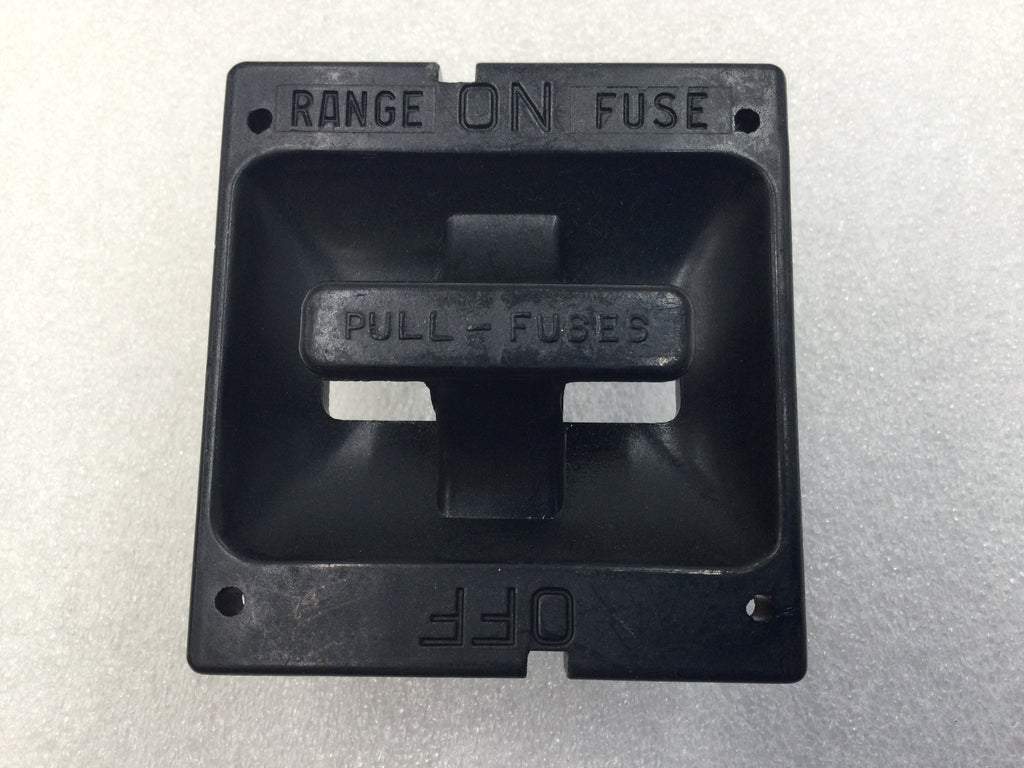 RANGE ON FUSE
PULL - FUSES
OFF